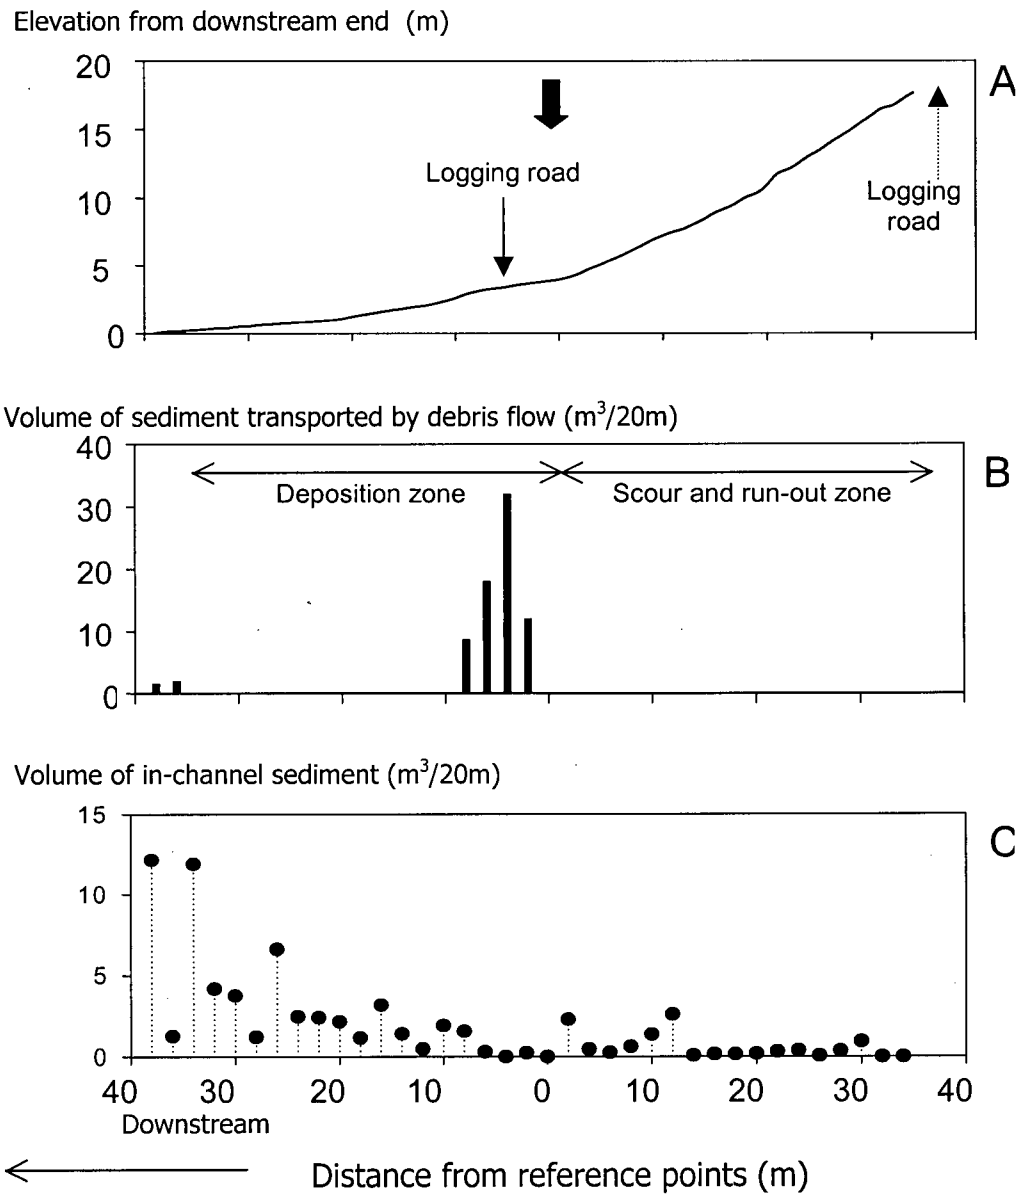 Elevation from downstream end (m)
A
20
15
10
5
0
Logging road
Logging
road
Volume of sediment transported by debris flow (m³/20m)
B
40
30
20
10
0
Deposition zone
Scour and run-out zone
Volume of in-channel sediment (m³/20m)
C
15
10
5
0
40 30 20 10 0 10 20 30 40
Downstream
Distance from reference points (m)